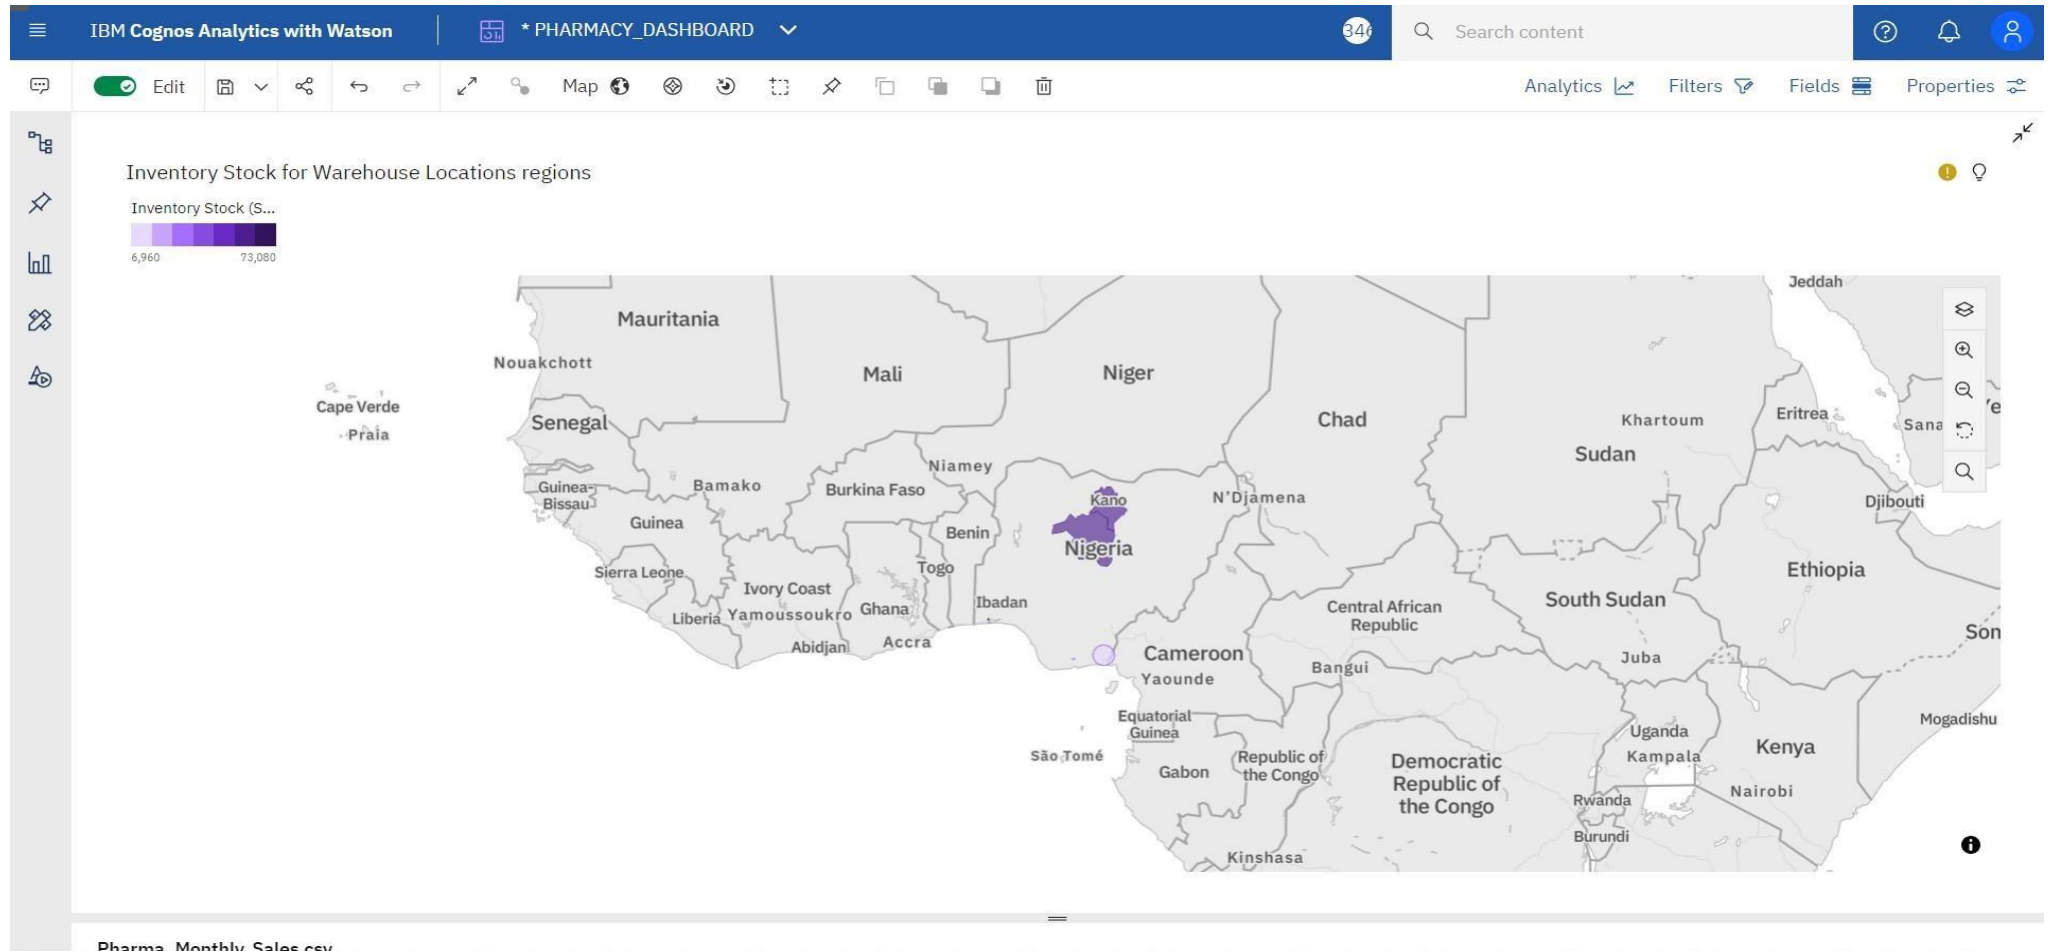 IBM Cognos Analytics with Watson
* PHARMACY_DASHBOARD
Search content
Edit
Map
Analytics
Filters
Fields
Properties
Inventory Stock for Warehouse Locations regions
Inventory Stock (S...
6,960 73,080
Jeddah
Mauritania
Nouakchott
Mali
Niger
Cape Verde
Praia
Senegal
Chad
Khartoum
Eritrea
Sana
Sudan
Niamey
Bamako
Burkina Faso
Guinea-
Bissau
Kano
N'Djamena
Djibouti
Guinea
Benin
Nigeria
Togo
Sierra Leone
Ivory Coast
Ethiopia
Ibadan
Ghana
Liberia
Yamoussoukro
South Sudan
Central African
Republic
Abidjan
Accra
Son
Cameroon
Juba
Bangui
Yaounde
Equatorial
Guinea
Mogadishu
Uganda
Kampala
Kenya
São Tomé
Republic of
the Congo
Gabon
Democratic
Republic of
the Congo
Nairobi
Rwanda
Burundi
Kinshasa
Pharma_Monthly_Sales.csv